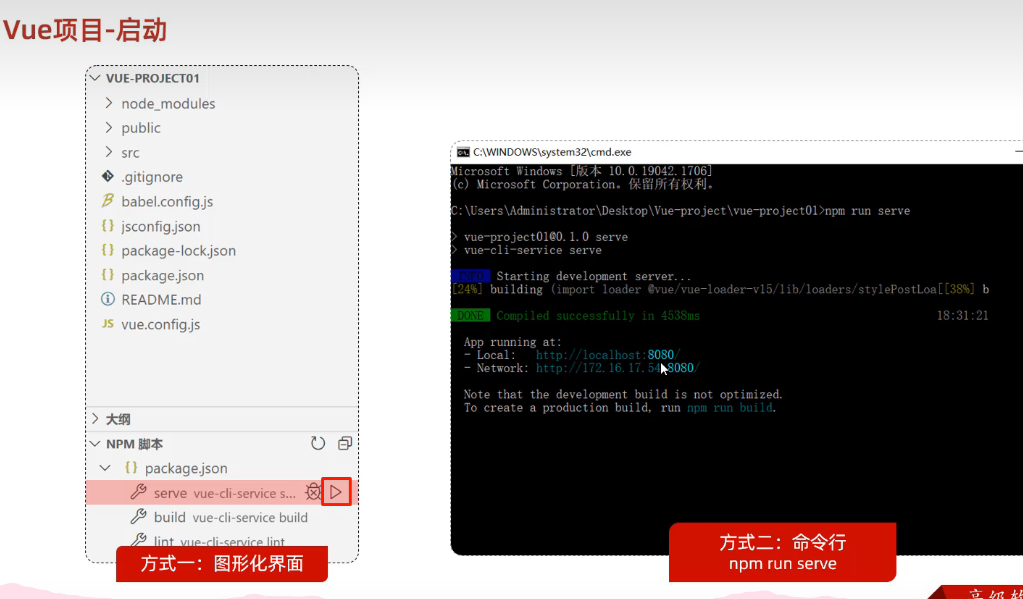 Vue项目-启动
VUE-PROJECT01
node_modules
public
src
.gitignore
babel.config.js
jsconfig.json
package-lock.json
package.json
README.md
JS vue.config.js
大纲
NPM 脚本
package.json
serve vue-cli-service s...
build vue-cli-service build
lint vue-cli-service lint
方式一：图形化界面
C:\WINDOWS\system32\cmd.exe
Microsoft Windows [版本 10.0.19042.1706]
(c) Microsoft Corporation。保留所有权利。
C:\Users\Administrator\Desktop\Vue-project\vue-project01>npm run serve
> vue-project01@0.1.0 serve
> vue-cli-service serve
INFO Starting development server...
[24%] building (import loader @vue/vue-loader-v15/lib/loaders/stylePostLoa[[38%] b
DONE Compiled successfully in 4538ms 18:31:21
App running at:
- Local: http://localhost:8080/
- Network: http://172.16.17.54:8080/
Note that the development build is not optimized.
To create a production build, run npm run build.
方式二：命令行
npm run serve